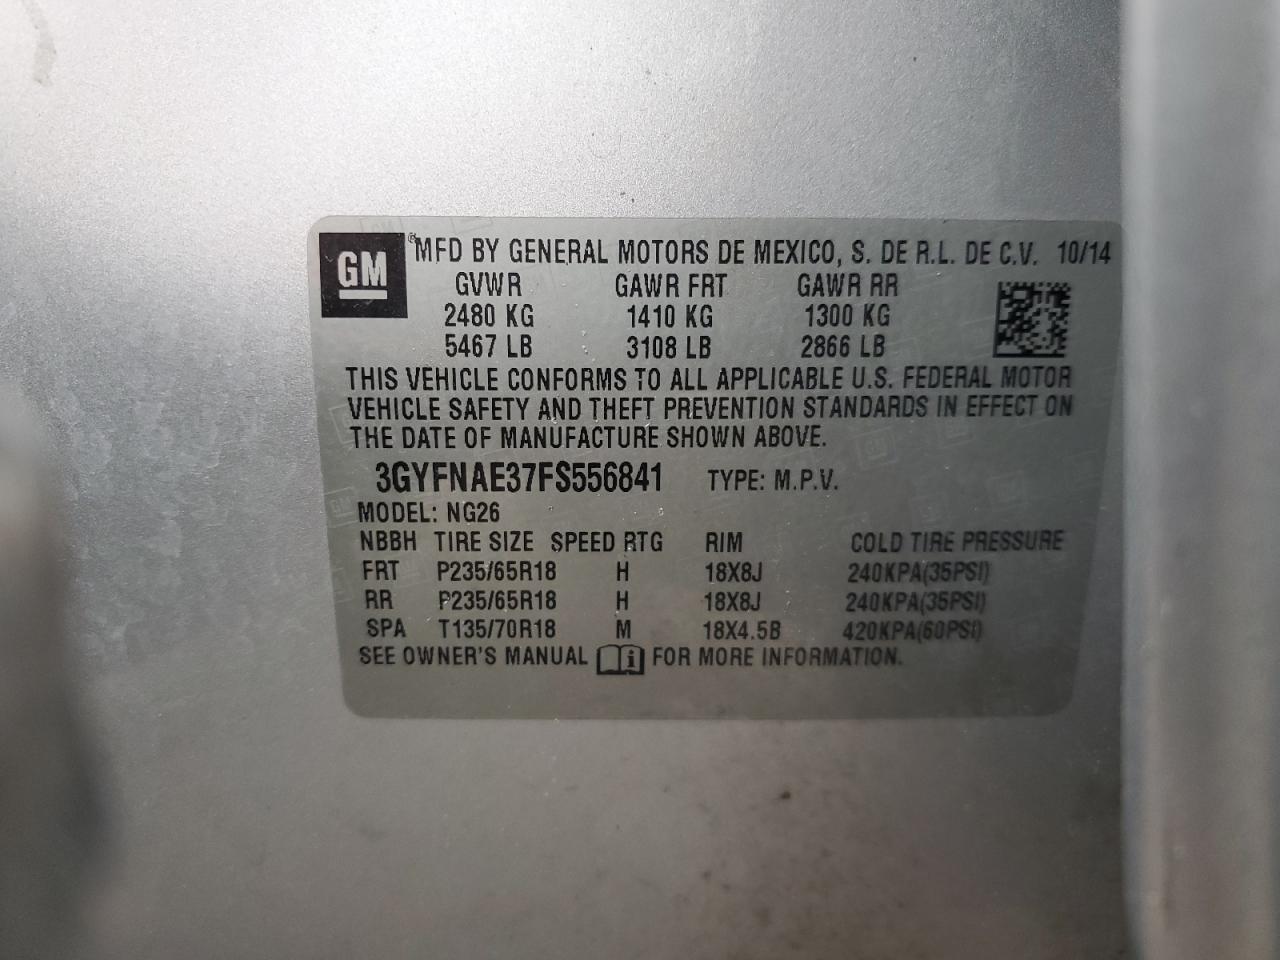 GM ® MFD BY GENERAL MOTORS DE MEXICO, S. DE R.L. DE C.V. 10/14
GVWR GAWR FRT GAWR RR
2480 KG 1410 KG 1300 KG
5467 LB 3108 LB 2866 LB
THIS VEHICLE CONFORMS TO ALL APPLICABLE U.S. FEDERAL MOTOR
VEHICLE SAFETY AND THEFT PREVENTION STANDARDS IN EFFECT ON
THE DATE OF MANUFACTURE SHOWN ABOVE.
3GYFNAE37FS556841 TYPE: M.P.V.
MODEL: NG26
NBBH TIRE SIZE SPEED RTG RIM COLD TIRE PRESSURE
FRT P235/65R18 H 18X8J 240KPA(35PSI)
RR P235/65R18 H 18X8J 240KPA(35PSI)
SPA T135/70R18 M 18X4.5B 420KPA(60PSI)
SEE OWNER'S MANUAL i FOR MORE INFORMATION.